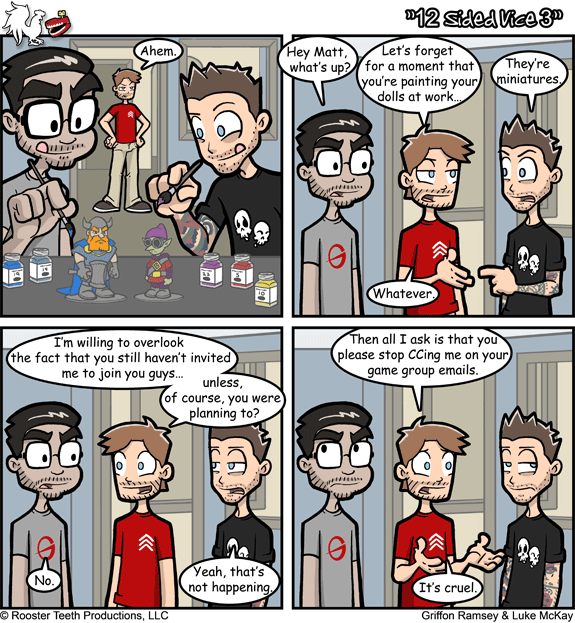 "12 Sided Vice 3"
Ahem.
Hey Matt,
what's up?
Let's forget
for a moment that
you're painting your
dolls at work...
They're
miniatures.
Whatever.
I'm willing to overlook
the fact that you still haven't invited
me to join you guys...
unless,
of course, you were
planning to?
No.
Yeah, that's
not happening.
Then all I ask is that you
please stop CCing me on your
game group emails.
It's cruel.
© Rooster Teeth Productions, LLC
Griffon Ramsey & Luke McKay